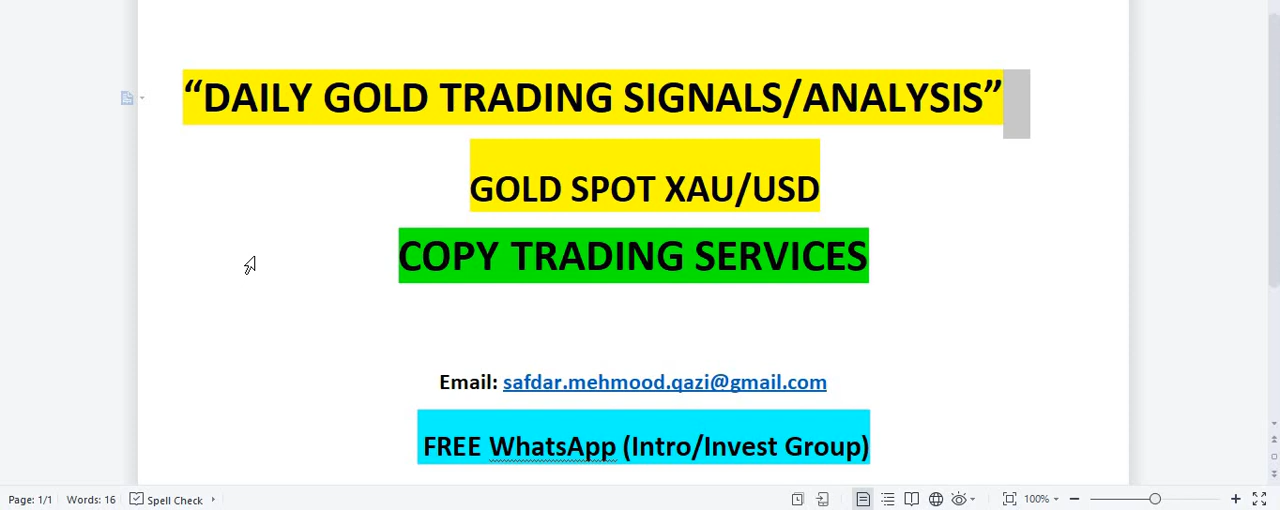 “DAILY GOLD TRADING SIGNALS/ANALYSIS”
GOLD SPOT XAU/USD
COPY TRADING SERVICES
Email: safdar.mehmood.qazi@gmail.com
FREE WhatsApp (Intro/Invest Group)
Page: 1/1 Words: 16 Spell Check 100%